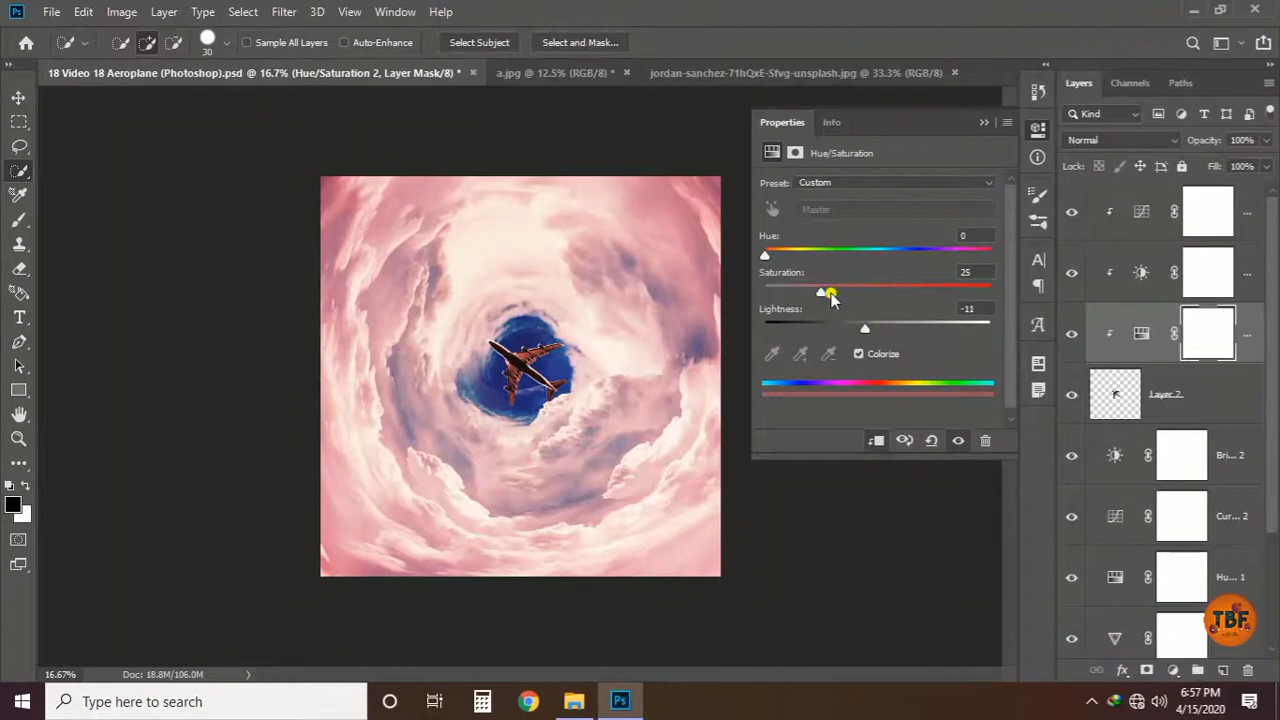 File Edit Image Layer Type Select Filter 3D View Window Help
30 Sample All Layers Auto-Enhance Select Subject Select and Mask...
18 Video 18 Aeroplane (Photoshop).psd @ 16.7% (Hue/Saturation 2, Layer Mask/8) * a.jpg @ 12.5% (RGB/8) * jordan-sanchez-71hQxE-Sfvg-unsplash.jpg @ 33.3% (RGB/8)
Properties Info
Hue/Saturation
Preset: Custom
Master
Hue: 0
Saturation: 25
Lightness: -11
Colorize
Layers Channels Paths
Kind
Normal Opacity: 100%
Lock: Fill: 100%
...
...
...
Layer 2
Bri... 2
Cur... 2
Hu... 1
TBF
16.67% Doc: 18.8M/106.0M
Type here to search
6:57 PM
4/15/2020